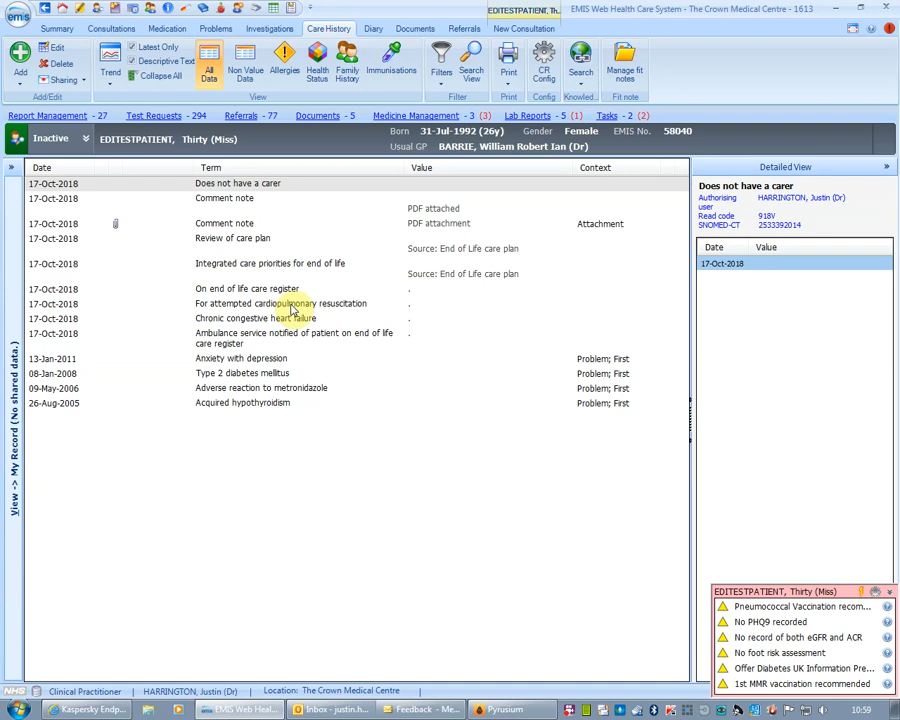 emis
EDITESTPATIENT, Th..
EMIS Web Health Care System - The Crown Medical Centre - 1613
Summary Consultations Medication Problems Investigations Care History Diary Documents Referrals New Consultation
Add
Edit
Delete
Sharing
Add/Edit
Trend
Latest Only
Descriptive Text
Collapse All
All Data
Non Value Data
Allergies
Health Status
Family History
Immunisations
View
Filters
Search View
Filter
Print
Print
CR Config
Config
Search
Knowled...
Manage fit notes
Fit note
Report Management - 27 Test Requests - 294 Referrals - 77 Documents - 5 Medicine Management - 3 (3) Lab Reports - 5 (1) Tasks - 2 (2)
Inactive
EDITESTPATIENT, Thirty (Miss)
Born 31-Jul-1992 (26y) Gender Female EMIS No. 58040
Usual GP BARRIE, William Robert Ian (Dr)
View -> My Record (No shared data.)
Date Term Value Context
17-Oct-2018 Does not have a carer
17-Oct-2018 Comment note
PDF attached
17-Oct-2018 Comment note PDF attachment Attachment
17-Oct-2018 Review of care plan
Source: End of Life care plan
17-Oct-2018 Integrated care priorities for end of life
Source: End of Life care plan
17-Oct-2018 On end of life care register .
17-Oct-2018 For attempted cardiopulmonary resuscitation .
17-Oct-2018 Chronic congestive heart failure .
17-Oct-2018 Ambulance service notified of patient on end of life .
care register
13-Jan-2011 Anxiety with depression Problem; First
08-Jan-2008 Type 2 diabetes mellitus Problem; First
09-May-2006 Adverse reaction to metronidazole Problem; First
26-Aug-2005 Acquired hypothyroidism Problem; First
Detailed View
Does not have a carer
Authorising HARRINGTON, Justin (Dr)
user
Read code 918V
SNOMED-CT 2533392014
Date Value
17-Oct-2018
EDITESTPATIENT, Thirty (Miss)
Pneumococcal Vaccination recom...
No PHQ9 recorded
No record of both eGFR and ACR
No foot risk assessment
Offer Diabetes UK Information Pre...
1st MMR vaccination recommended
NHS Clinical Practitioner HARRINGTON, Justin (Dr) Location: The Crown Medical Centre
Kaspersky Endp... EMIS Web Heal... Inbox - justin.h... Feedback - Me... Pyrusium 10:59